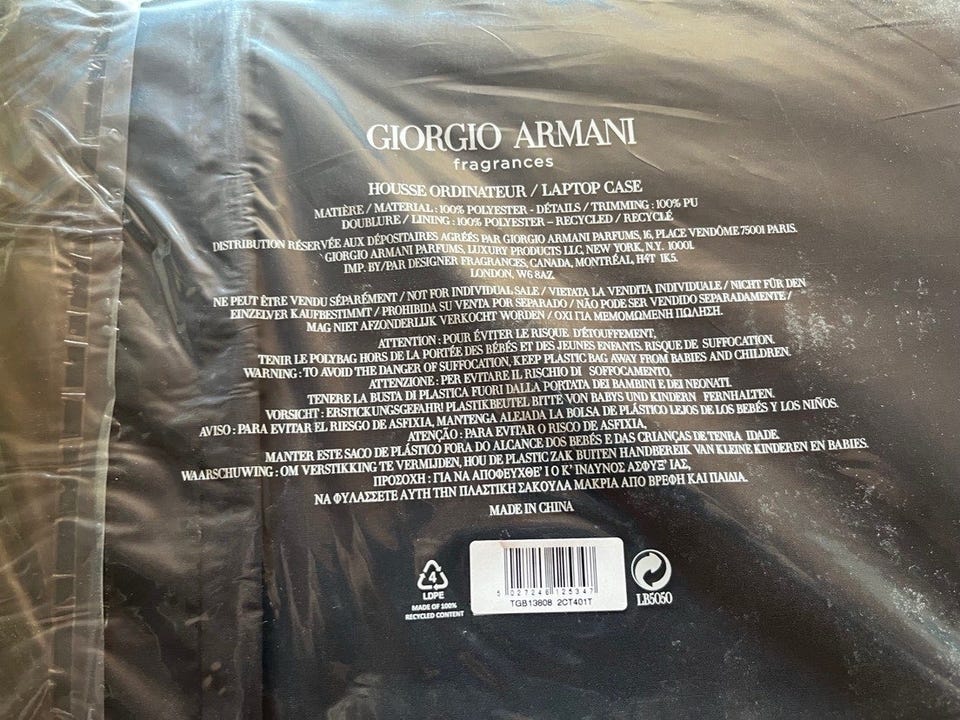 GIORGIO ARMANI
fragrances
HOUSSE ORDINATEUR / LAPTOP CASE
MATIÈRE / MATERIAL : 100% POLYESTER - DÉTAILS / TRIMMING : 100% PU
DOUBLURE / LINING : 100% POLYESTER – RECYCLED / RECYCLÉ
DISTRIBUTION RÉSERVÉE AUX DÉPOSITAIRES AGRÉÉS PAR GIORGIO ARMANI PARFUMS, 16, PLACE VENDÔME 75001 PARIS.
GIORGIO ARMANI PARFUMS, LUXURY PRODUCTS LLC, NEW YORK, N.Y. 10001.
IMP. BY/PAR DESIGNER FRAGRANCES, CANADA, MONTRÉAL, H4T 1K5.
LONDON, W6 8AZ.
NE PEUT ÊTRE VENDU SÉPARÉMENT / NOT FOR INDIVIDUAL SALE / VIETATA LA VENDITA INDIVIDUALE / NICHT FÜR DEN
EINZELVER KAUFBESTIMMT / PROHIBIDA SU VENTA POR SEPARADO / NÃO PODE SER VENDIDO SEPARADAMENTE /
MAG NIET AFZONDERLIJK VERKOCHT WORDEN / ΟΧΙ ΓΙΑ ΜΕΜΟΜΩΜΕΝΗ ΠΩΛΗΣΗ.
ATTENTION : POUR ÉVITER LE RISQUE D'ÉTOUFFEMENT,
TENIR LE POLYBAG HORS DE LA PORTÉE DES BÉBÉS ET DES JEUNES ENFANTS. RISQUE DE SUFFOCATION.
WARNING : TO AVOID THE DANGER OF SUFFOCATION, KEEP PLASTIC BAG AWAY FROM BABIES AND CHILDREN.
ATTENZIONE : PER EVITARE IL RISCHIO DI SOFFOCAMENTO,
TENERE LA BUSTA DI PLASTICA FUORI DALLA PORTATA DEI BAMBINI E DEI NEONATI.
VORSICHT : ERSTICKUNGSGEFAHR! PLASTIKBEUTEL BITTE VON BABYS UND KINDERN FERNHALTEN.
AVISO : PARA EVITAR EL RIESGO DE ASFIXIA, MANTENGA ALEJADA LA BOLSA DE PLÁSTICO LEJOS DE LOS BEBÉS Y LOS NIÑOS.
ATENÇÃO : PARA EVITAR O RISCO DE ASFIXIA,
MANTER ESTE SACO DE PLÁSTICO FORA DO ALCANCE DOS BEBÉS E DAS CRIANÇAS DE TENRA IDADE.
WAARSCHUWING : OM VERSTIKKING TE VERMIJDEN, HOU DE PLASTIC ZAK BUITEN HANDBEREIK VAN KLEINE KINDEREN EN BABIES.
ΠΡΟΣΟΧΗ : ΓΙΑ ΝΑ ΑΠΟΦΕΥΧΘΕ' Ι Ο Κ' ΙΝΔΥΝΟΣ ΑΣΦΥΞ' ΙΑΣ,
ΝΑ ΦΥΛΑΣΣΕΤΕ ΑΥΤΗ ΤΗΝ ΠΛΑΣΤΙΚΗ ΣΑΚΟΥΛΑ ΜΑΚΡΙΑ ΑΠΟ ΒΡΕΦΗ ΚΑΙ ΠΑΙΔΙΑ.
MADE IN CHINA
4
LDPE
MADE OF 100%
RECYCLED CONTENT
5 027246 125347
TGB13808 2CT401T
LB5050